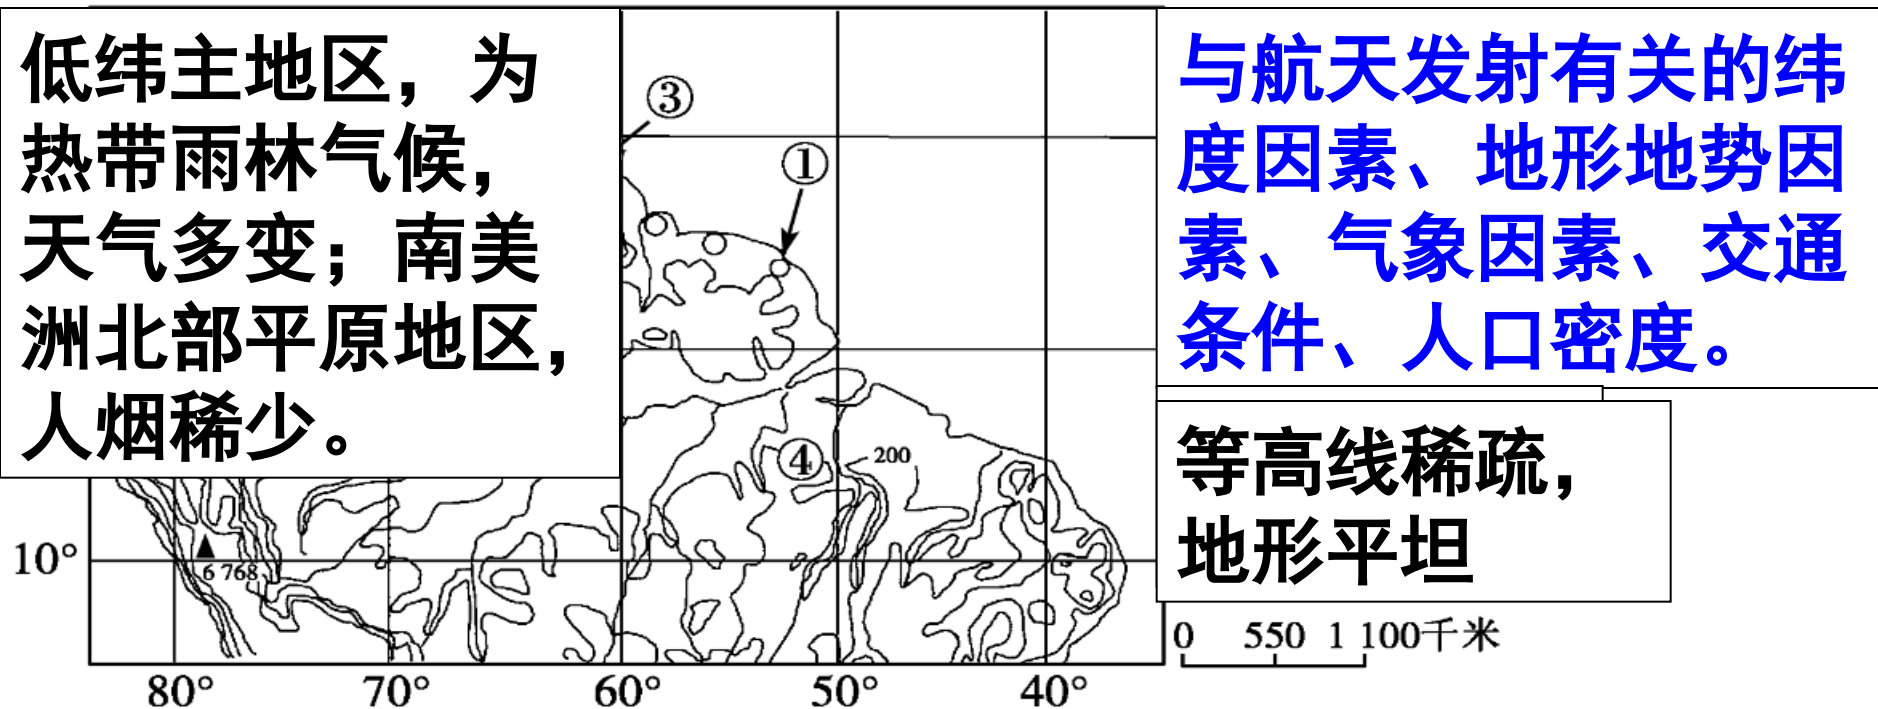 低纬主地区，为
热带雨林气候，
天气多变；南美
洲北部平原地区，
人烟稀少。
③
①
与航天发射有关的纬
度因素、地形地势因
素、气象因素、交通
条件、人口密度。
④
200
等高线稀疏，
地形平坦
10°
6 768
0 550 1 100千米
80° 70° 60° 50° 40°